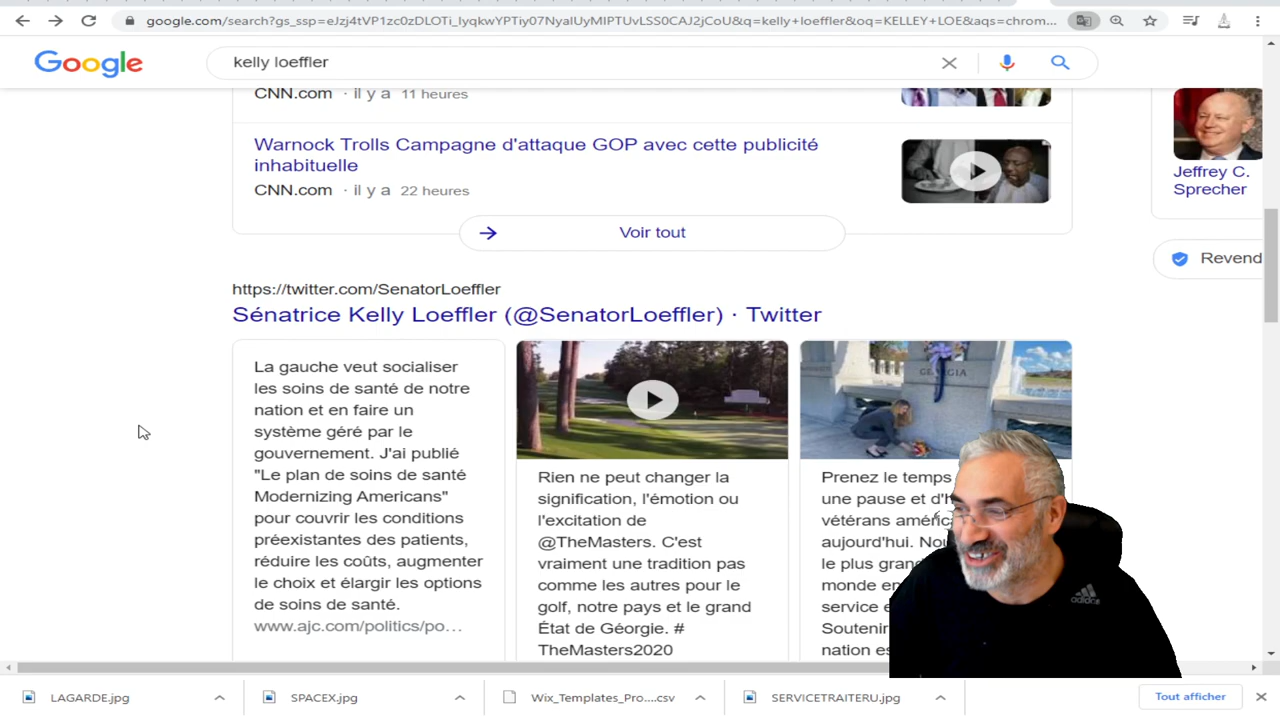 google.com/search?gs_ssp=eJzj4tVP1zc0zDLOTi_IyqkwYPTiy07NyalUyMlPTUvLSS0CAJ2jCoU&q=kelly+loeffler&oq=KELLEY+LOE&aqs=chrom...
Google
kelly loeffler
CNN.com · il y a 11 heures
Warnock Trolls Campagne d'attaque GOP avec cette publicité
inhabituelle
CNN.com · il y a 22 heures
Voir tout
Jeffrey C.
Sprecher
Revend
https://twitter.com/SenatorLoeffler
Sénatrice Kelly Loeffler (@SenatorLoeffler) · Twitter
La gauche veut socialiser
les soins de santé de notre
nation et en faire un
système géré par le
gouvernement. J'ai publié
"Le plan de soins de santé
Modernizing Americans"
pour couvrir les conditions
préexistantes des patients,
réduire les coûts, augmenter
le choix et élargir les options
de soins de santé.
www.ajc.com/politics/po...
Rien ne peut changer la
signification, l'émotion ou
l'excitation de
@TheMasters. C'est
vraiment une tradition pas
comme les autres pour le
golf, notre pays et le grand
État de Géorgie. #
TheMasters2020
GEORGIA
Prenez le temps
une pause et d'h
vétérans améric
aujourd'hui. Nou
le plus gran
monde en
service e
Soutenir
nation es
adidas
LAGARDE.jpg
SPACEX.jpg
Wix_Templates_Pro....csv
SERVICETRAITERU.jpg
Tout afficher